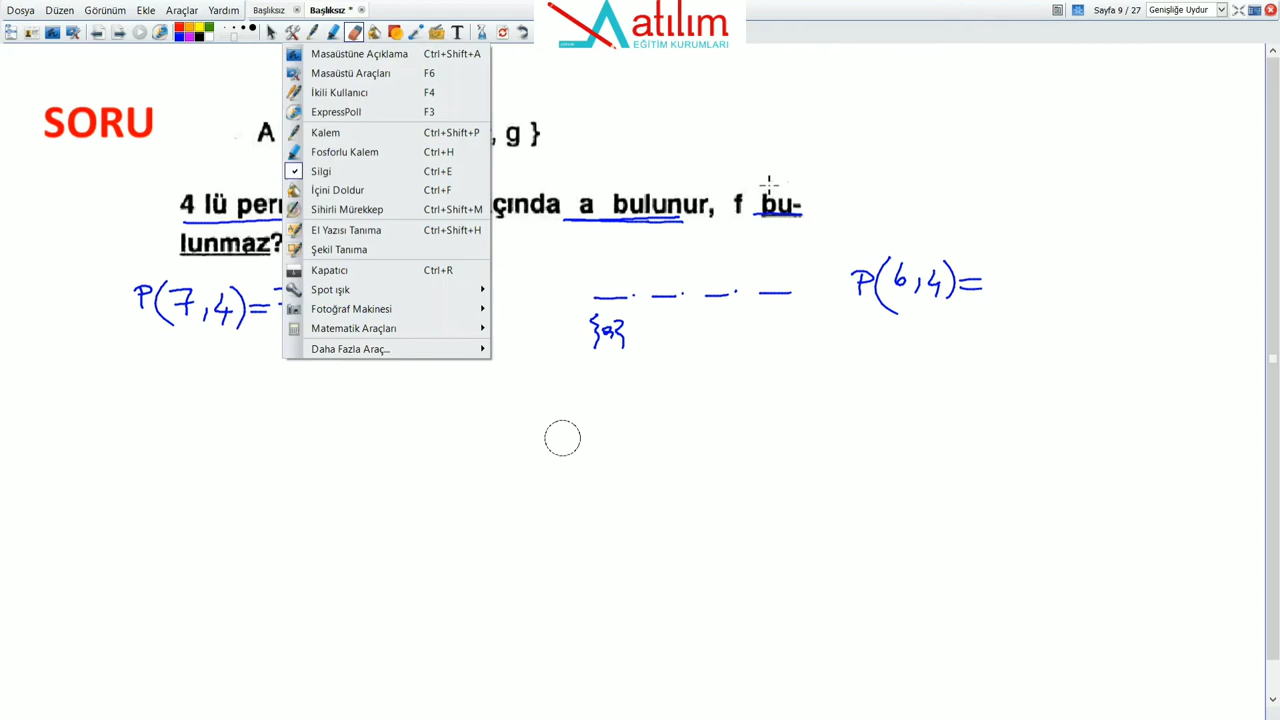 Dosya Düzen Görünüm Ekle Araçlar Yardım Başlıksız Başlıksız * Sayfa 9 / 27 Genişliğe Uydur
atılım
EĞİTİM KURUMLARI
Masaüstüne Açıklama Ctrl+Shift+A
Masaüstü Araçları F6
İkili Kullanıcı F4
ExpressPoll F3
Kalem Ctrl+Shift+P
Fosforlu Kalem Ctrl+H
Silgi Ctrl+E
İçini Doldur Ctrl+F
Sihirli Mürekkep Ctrl+Shift+M
El Yazısı Tanıma Ctrl+Shift+H
Şekil Tanıma
Kapatıcı Ctrl+R
Spot ışık
Fotoğraf Makinesi
Matematik Araçları
Daha Fazla Araç...
SORU
A , g }
4 lü çında a bulunur, f bu-
lunmaz?
P(7,4)=
{a}
P(6,4)=